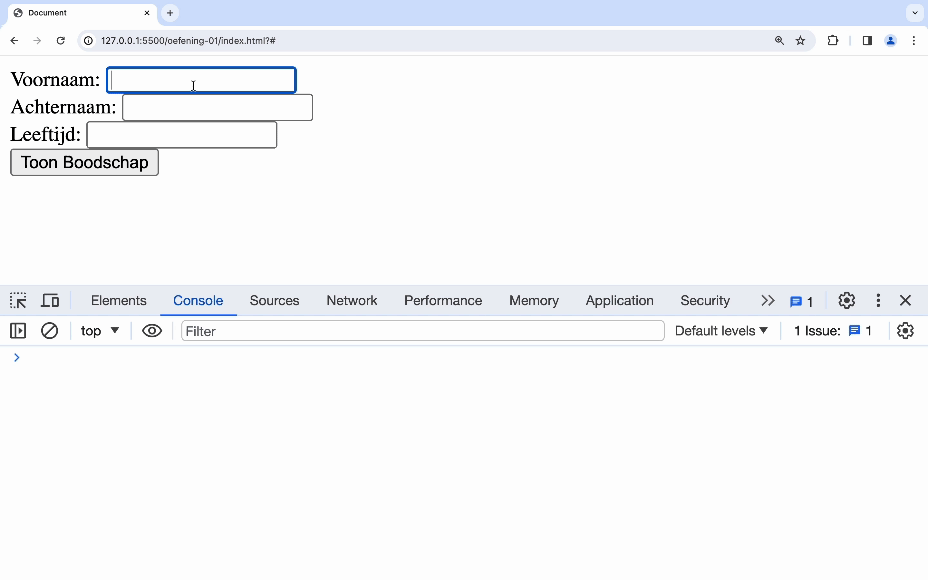 Document
127.0.0.1:5500/oefening-01/index.html?#
Voornaam:
Achternaam:
Leeftijd:
Toon Boodschap
Elements Console Sources Network Performance Memory Application Security 1
top Filter Default levels 1 Issue: 1